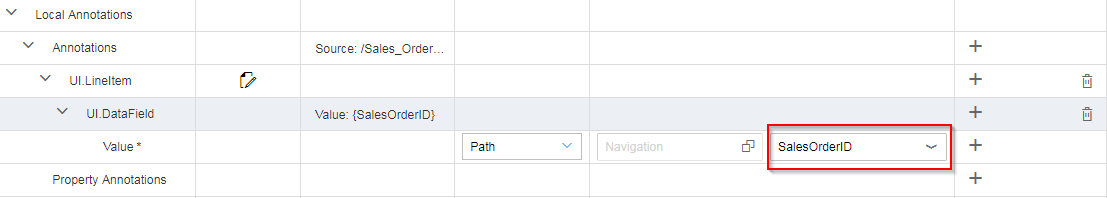 Local Annotations
Annotations Source: /Sales_Order...
UI.LineItem
UI.DataField Value: {SalesOrderID}
Value * Path Navigation SalesOrderID
Property Annotations